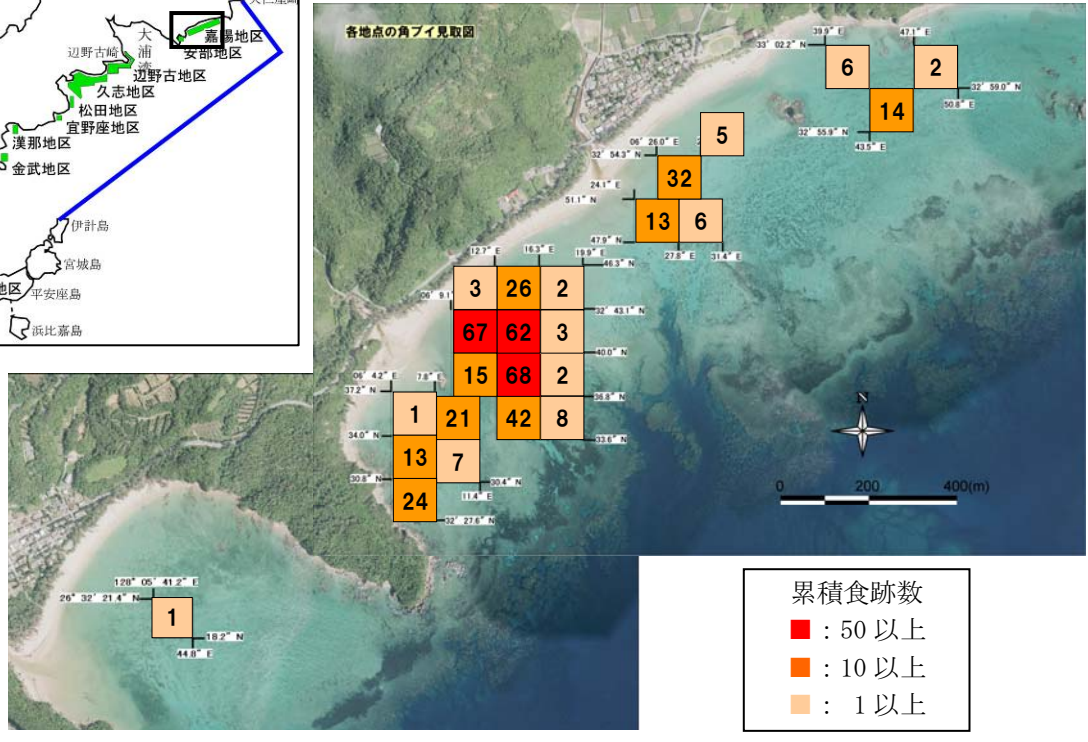 嘉陽地区
安部地区
大浦湾
辺野古崎
辺野古地区
久志地区
松田地区
宜野座地区
漢那地区
金武地区
伊計島
宮城島
平安座島
浜比嘉島
各地点の角ブイ見取図
39.9" E
47.1" E
33' 02.2" N
6
2
32' 59.0" N
50.8" E
14
32' 55.9" N
43.5" E
5
06' 26.0" E
32' 54.3" N
32
24.1" E
51.1" N
13
6
47.9" N
27.8" E
31.4" E
12.7" E
16.3" E
19.9" E
46.3" N
3
26
2
06' 9.1
32' 43.1" N
67
62
3
40.0" N
15
68
2
06' 4.2" E
7.8" E
37.2" N
36.8" N
1
21
42
8
34.0" N
33.6" N
13
7
30.8" N
30.4" N
11.4" E
24
32' 27.6" N
N
0
200
400(m)
128° 05' 41.2" E
26° 32' 21.4" N
1
18.2" N
44.8" E
累積食跡数
：50 以上
：10 以上
： 1 以上